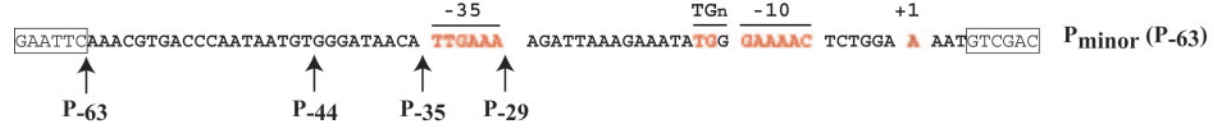 -35 TGn -10 +1
GAATTCAAACGTGACCCAATAATGTGGGATAACA TTGAAA AGATTAAAGAAATATGG GAAAAC TCTGGA A AATGTCGAC Pminor (P-63)
P-63 P-44 P-35 P-29